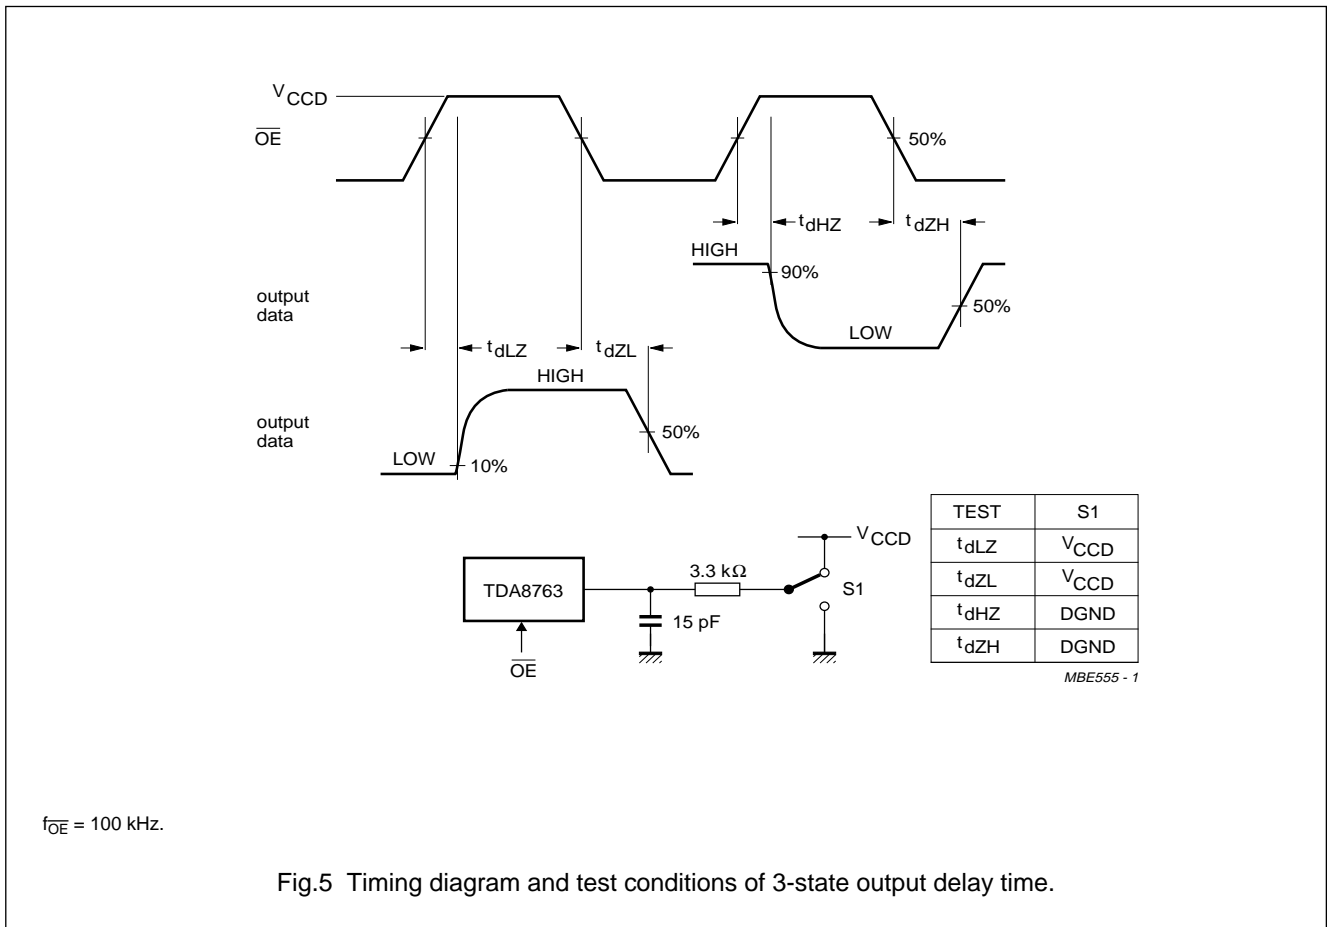 VCCD
OE
50%
tdHZ
tdZH
HIGH
90%
output
data
50%
LOW
tdLZ
tdZL
HIGH
output
data
50%
LOW
10%
TEST S1
tdLZ VCCD
tdZL VCCD
tdHZ DGND
tdZH DGND
VCCD
3.3 kΩ
TDA8763
S1
15 pF
OE
MBE555 - 1
fOE = 100 kHz.
Fig.5 Timing diagram and test conditions of 3-state output delay time.